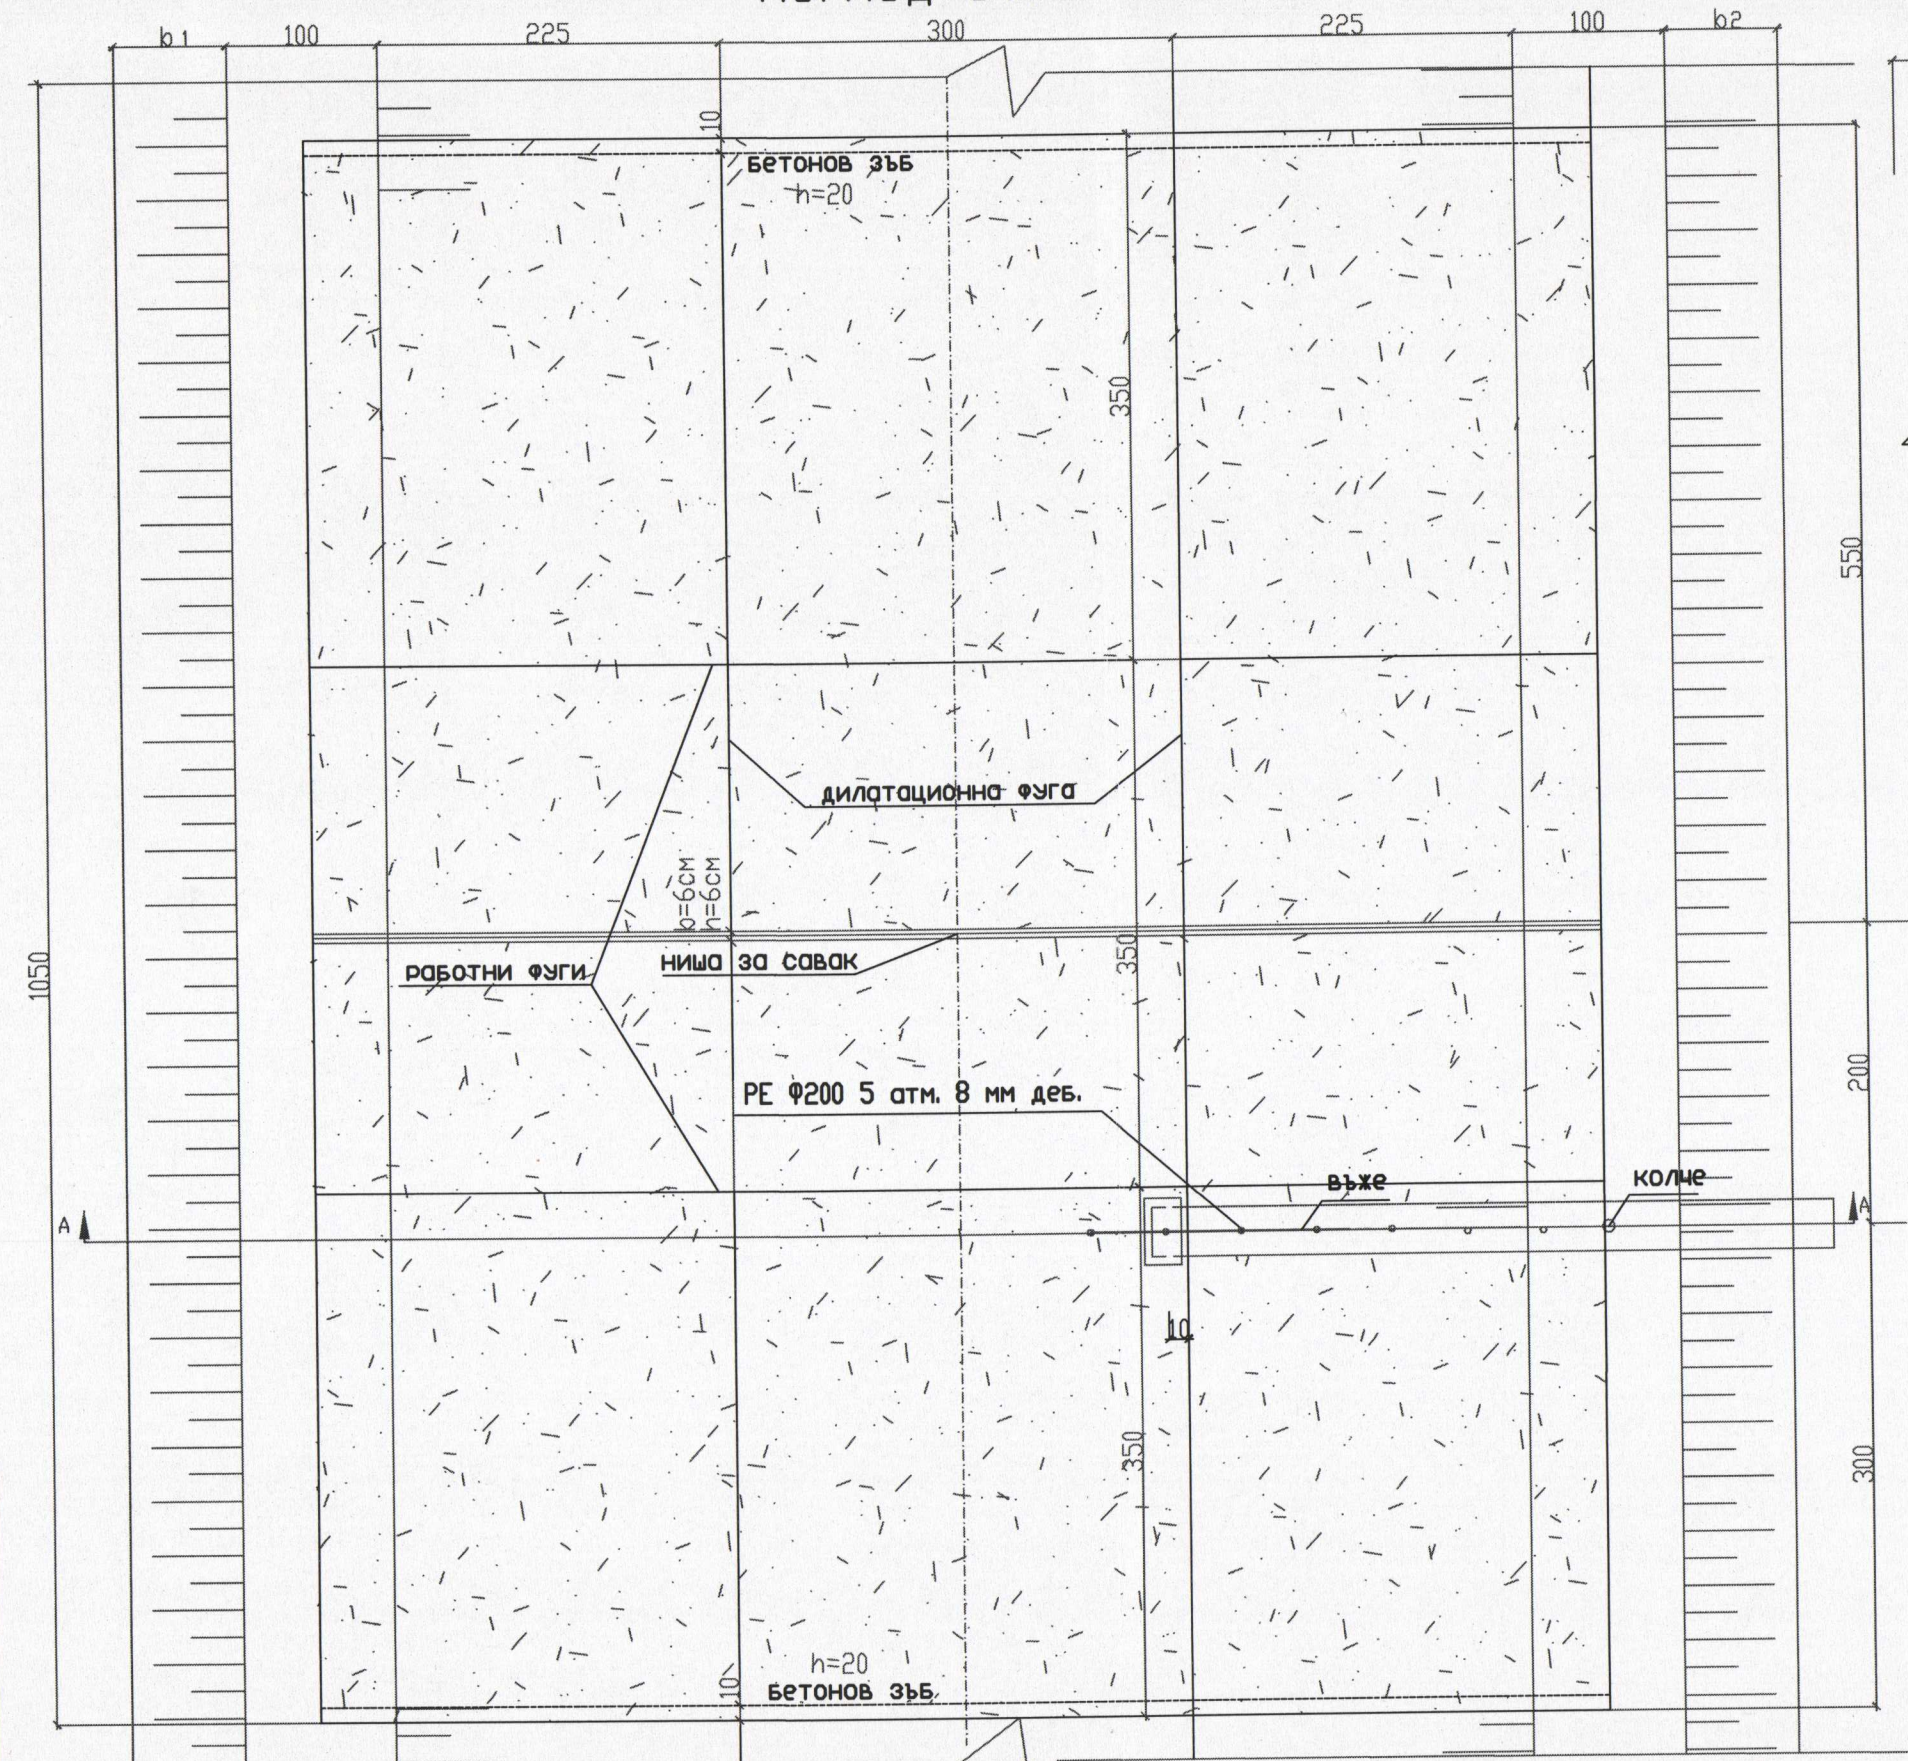 b1 100 225 300 225 100 b2
10
бетонов зъб
h=20
350
550
дилатационна фуга
b=6см
h=6см
1050
работни фуги
ниша за савак
350
200
PE Ф200 5 атм. 8 мм деб.
въже
колче
A
A
10
350
300
h=20
10
бетонов зъб